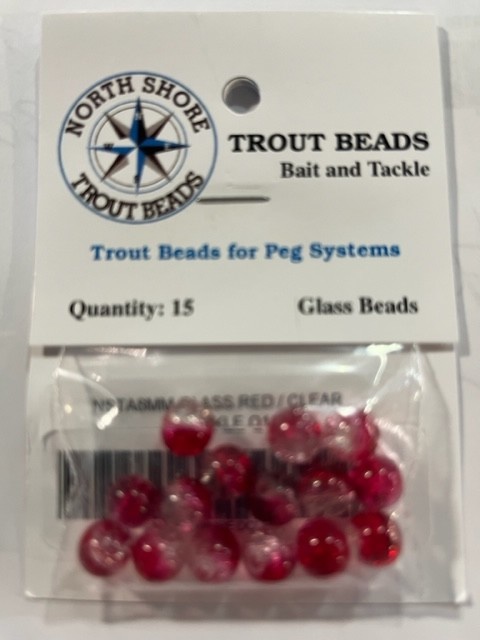 NORTH SHORE
TROUT BEADS
N
W
S
TROUT BEADS
Bait and Tackle
Trout Beads for Peg Systems
Quantity: 15
Glass Beads
GLASS RED / CLEAR